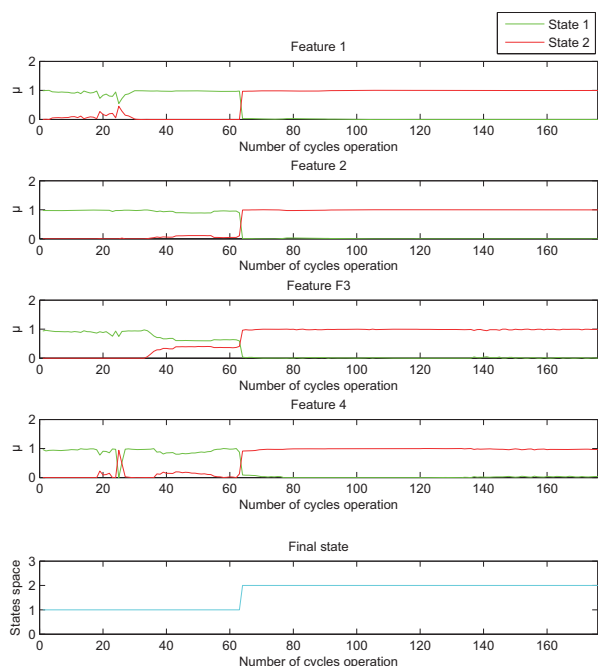 State 1
State 2
Feature 1
2
1
0
μ
0 20 40 60 80 100 120 140 160
Number of cycles operation
Feature 2
2
1
0
μ
0 20 40 60 80 100 120 140 160
Number of cycles operation
Feature F3
2
1
0
μ
0 20 40 60 80 100 120 140 160
Number of cycles operation
Feature 4
2
1
0
μ
0 20 40 60 80 100 120 140 160
Number of cycles operation
Final state
3
2
1
0
States space
0 20 40 60 80 100 120 140 160
Number of cycles operation